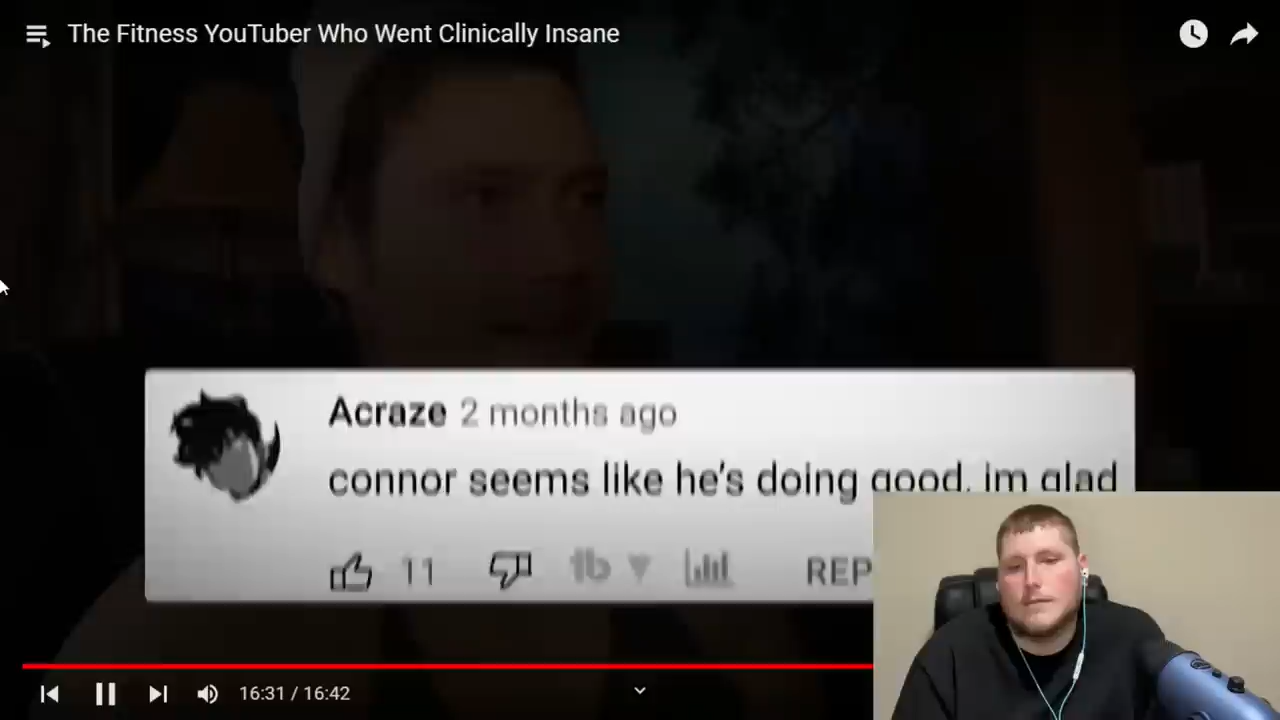 The Fitness YouTuber Who Went Clinically Insane
Acraze 2 months ago
connor seems like he's doing good, im glad
11 tb REP
16:31 / 16:42